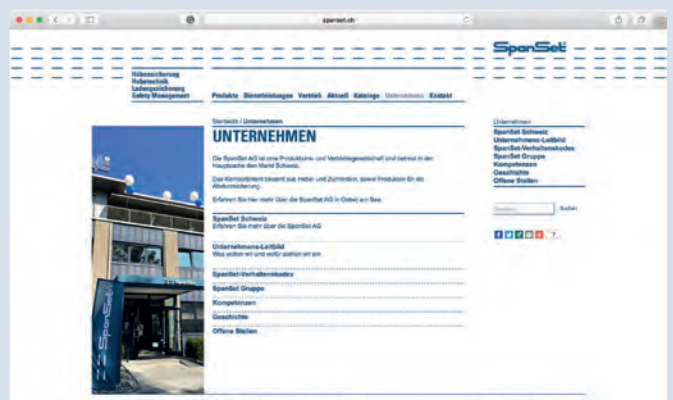 spanset.ch
SpanSet
Höhensicherung
Hebetechnik
Ladungssicherung
Safety Management
Produkte Dienstleistungen Vertrieb Aktuell Kataloge Unternehmen Kontakt
Startseite / Unternehmen
UNTERNEHMEN
Die SpanSet AG ist eine Produktions- und Vertriebsgesellschaft und betreut in der
Hauptsache den Markt Schweiz.
Das Kernsortiment besteht aus Hebe- und Zurrmitteln, sowie Produkten für die
Absturzsicherung.
Erfahren Sie hier mehr über die SpanSet AG in Oetwil am See.
SpanSet Schweiz
Erfahren Sie mehr über die SpanSet AG
Unternehmens-Leitbild
Was wollen wir und wofür stehen wir ein
SpanSet-Verhaltenskodex
SpanSet Gruppe
Kompetenzen
Geschichte
Offene Stellen
Unternehmen
SpanSet Schweiz
Unternehmens-Leitbild
SpanSet-Verhaltenskodex
SpanSet Gruppe
Kompetenzen
Geschichte
Offene Stellen
Suchen
7
SpanSet